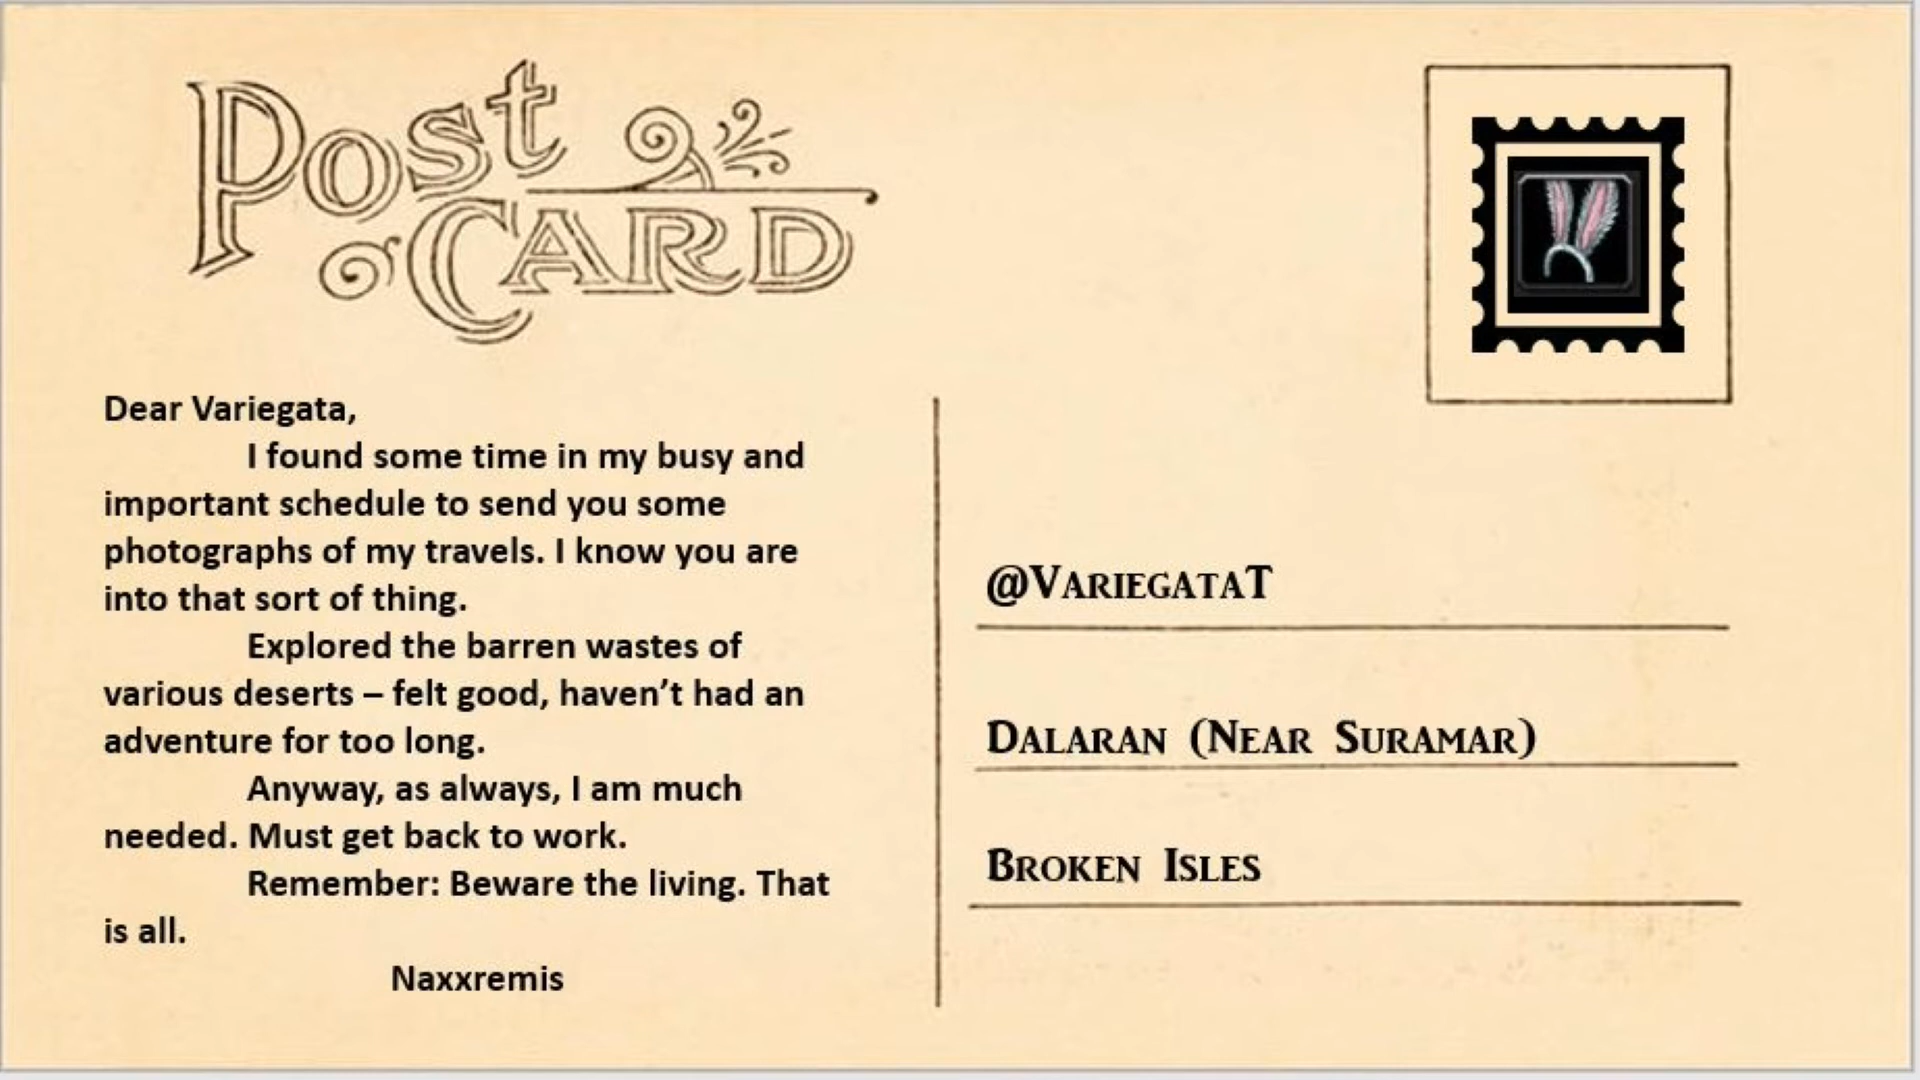 Post
Card
Dear Variegata,
I found some time in my busy and
important schedule to send you some
photographs of my travels. I know you are
into that sort of thing.
Explored the barren wastes of
various deserts – felt good, haven’t had an
adventure for too long.
Anyway, as always, I am much
needed. Must get back to work.
Remember: Beware the living. That
is all.
Naxxremis
@VariegataT
Dalaran (Near Suramar)
Broken Isles